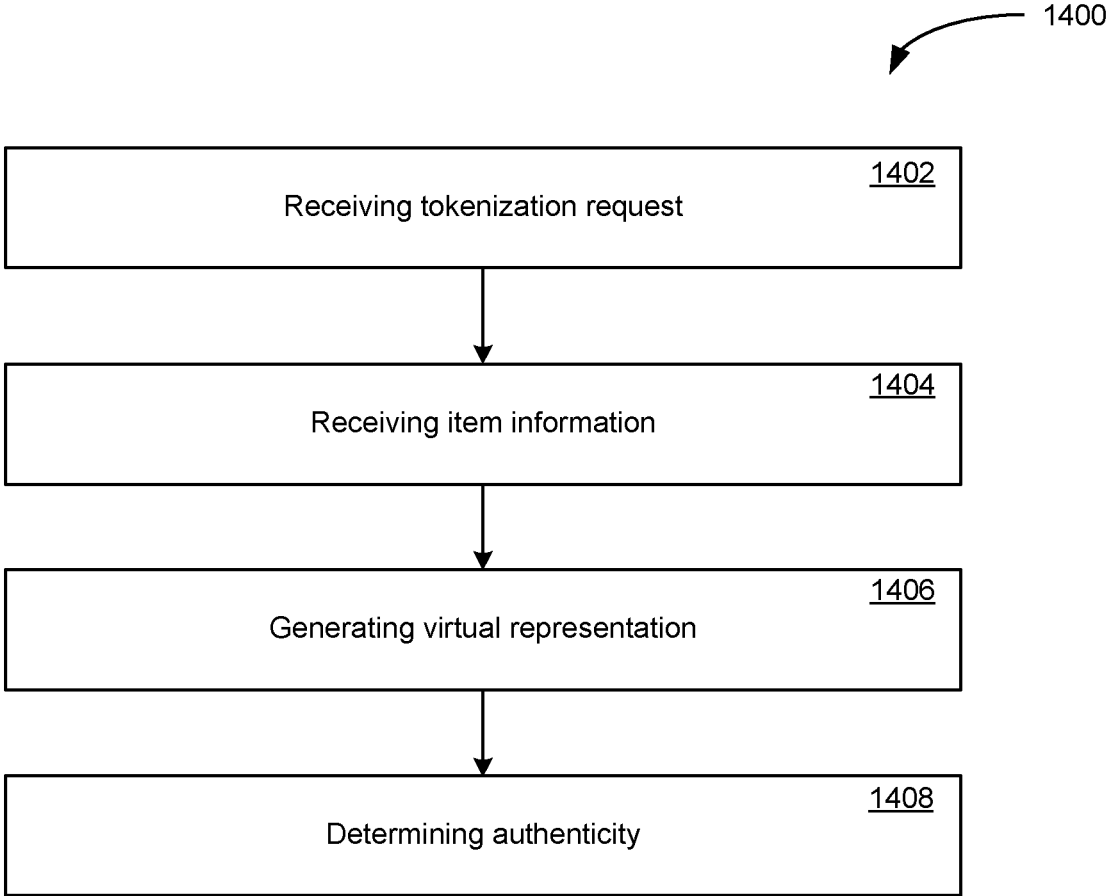 1400
1402
Receiving tokenization request
1404
Receiving item information
1406
Generating virtual representation
1408
Determining authenticity